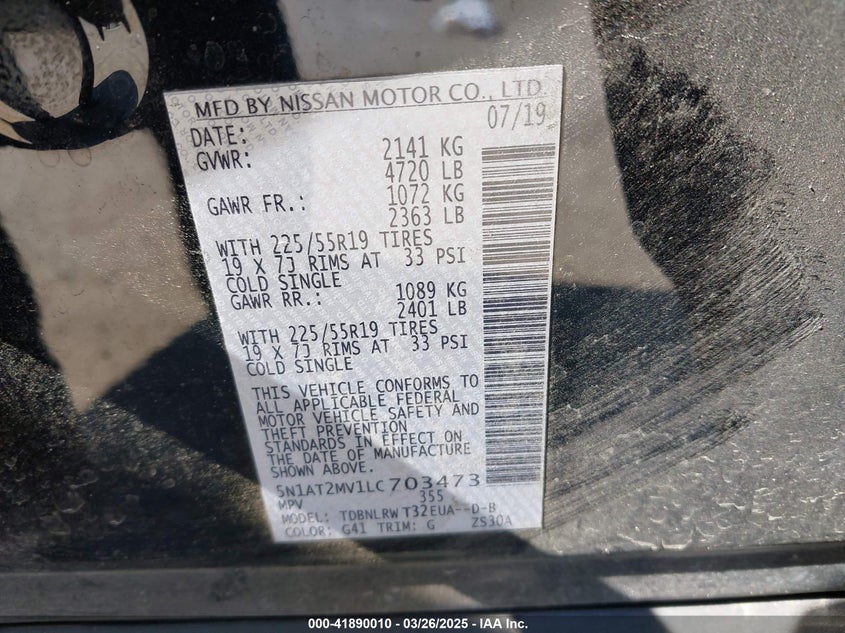 MFD BY NISSAN MOTOR CO., LTD.
DATE: 07/19
GVWR: 2141 KG
4720 LB
GAWR FR.: 1072 KG
2363 LB
WITH 225/55R19 TIRES
19 X 7J RIMS AT 33 PSI
COLD SINGLE
GAWR RR.: 1089 KG
2401 LB
WITH 225/55R19 TIRES
19 X 7J RIMS AT 33 PSI
COLD SINGLE
THIS VEHICLE CONFORMS TO
ALL APPLICABLE FEDERAL
MOTOR VEHICLE SAFETY AND
THEFT PREVENTION
STANDARDS IN EFFECT ON
THE DATE OF MANUFACTURE
SHOWN ABOVE.
5N1AT2MV1LC703473
MPV 355
MODEL: TDBNLRW T32EUA--D-B
COLOR: G41 TRIM: G ZS30A
000-41890010 / 03/26/2025 - IAA Inc.